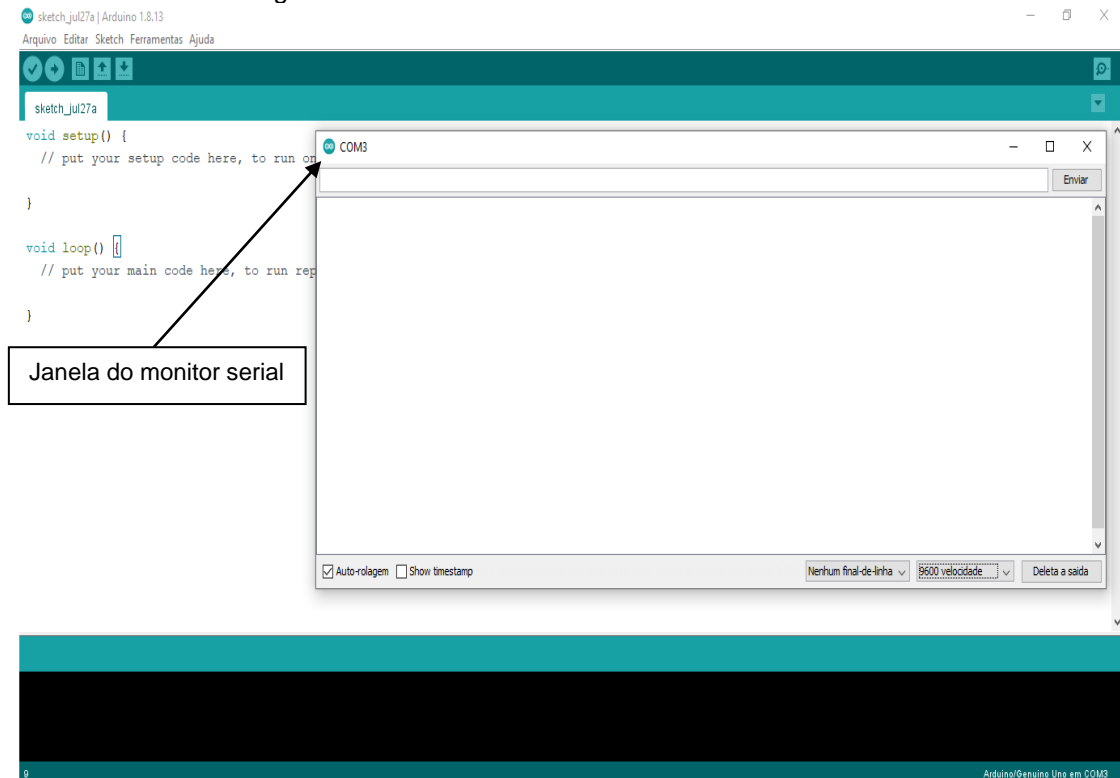 sketch_jul27a | Arduino 1.8.13
Arquivo Editar Sketch Ferramentas Ajuda
sketch_jul27a
void setup() {
// put your setup code here, to run on
}
void loop() {
// put your main code here, to run rep
}
COM3
Enviar
Janela do monitor serial
Auto-rolagem Show timestamp
Nenhum final-de-linha 9600 velocidade Deleta a saida
9
Arduino/Genuino Uno em COM3